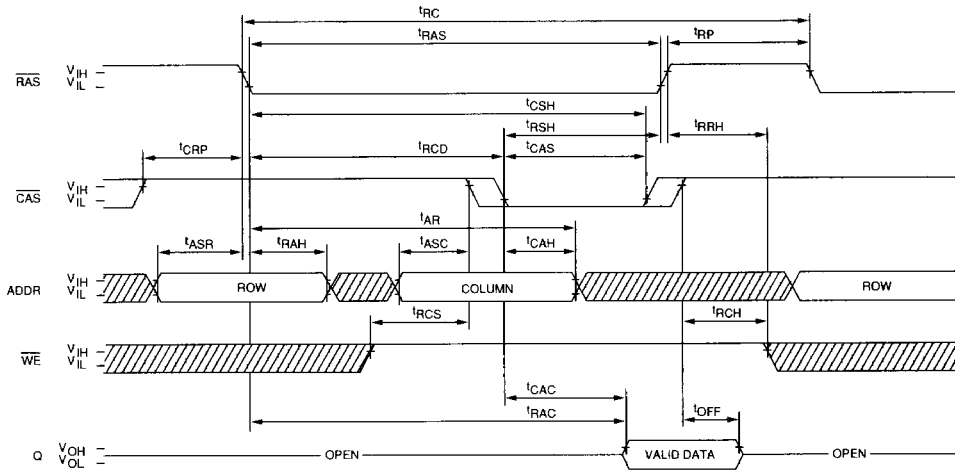 tRC
tRAS
tRP
RAS
VIH
VIL
tCSH
tRSH
tRRH
tCRP
tRCD
tCAS
CAS
VIH
VIL
tAR
tASR
tRAH
tASC
tCAH
ADDR
VIH
VIL
ROW
COLUMN
ROW
tRCS
tRCH
WE
VIH
VIL
tCAC
tRAC
tOFF
Q
VOH
VOL
OPEN
VALID DATA
OPEN